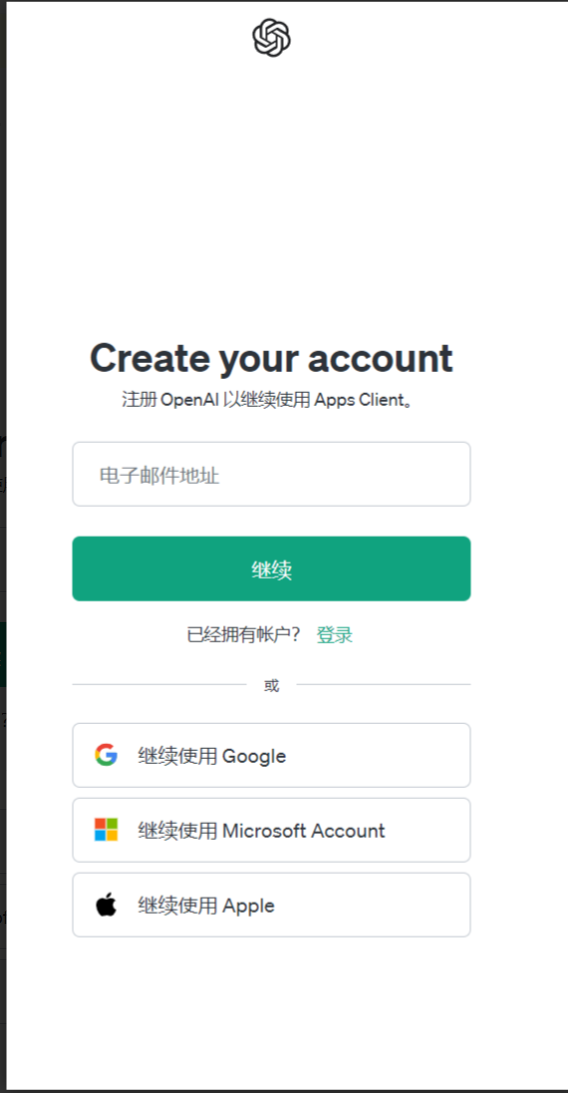 Create your account
注册 OpenAI 以继续使用 Apps Client。
电子邮件地址
继续
已经拥有帐户? 登录
或
继续使用 Google
继续使用 Microsoft Account
继续使用 Apple